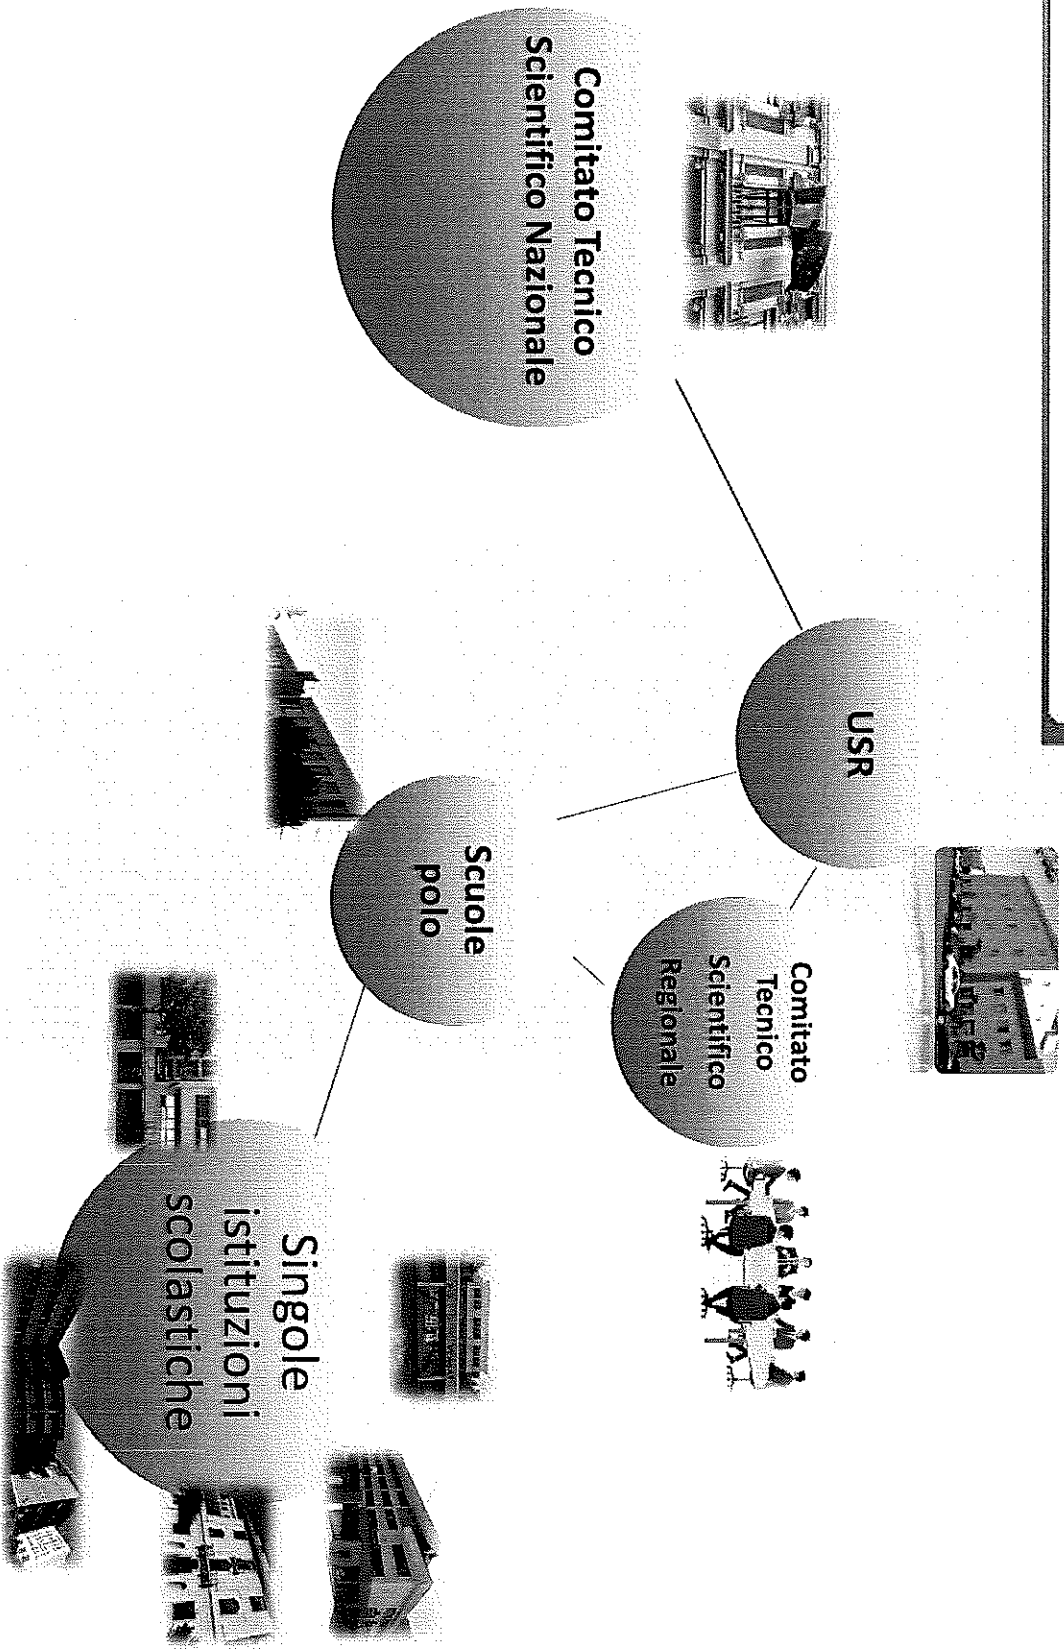 Comitato Tecnico
Scientifico Nazionale
USR
Comitato
Tecnico
Scientifico
Regionale
Scuole
polo
Singole
istituzioni
scolastiche